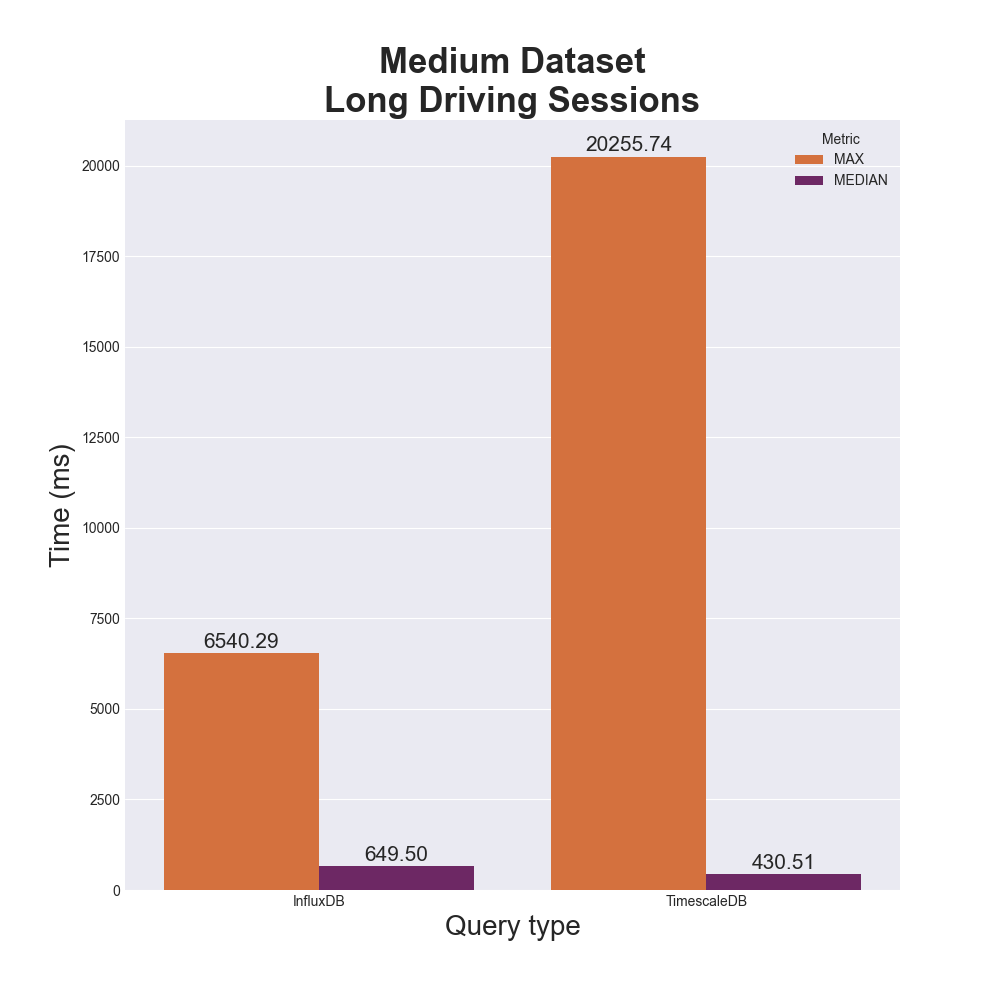 Medium Dataset
Long Driving Sessions
Metric
MAX
MEDIAN
Time (ms)
20000
17500
15000
12500
10000
7500
5000
2500
0
6540.29
649.50
20255.74
430.51
InfluxDB
TimescaleDB
Query type